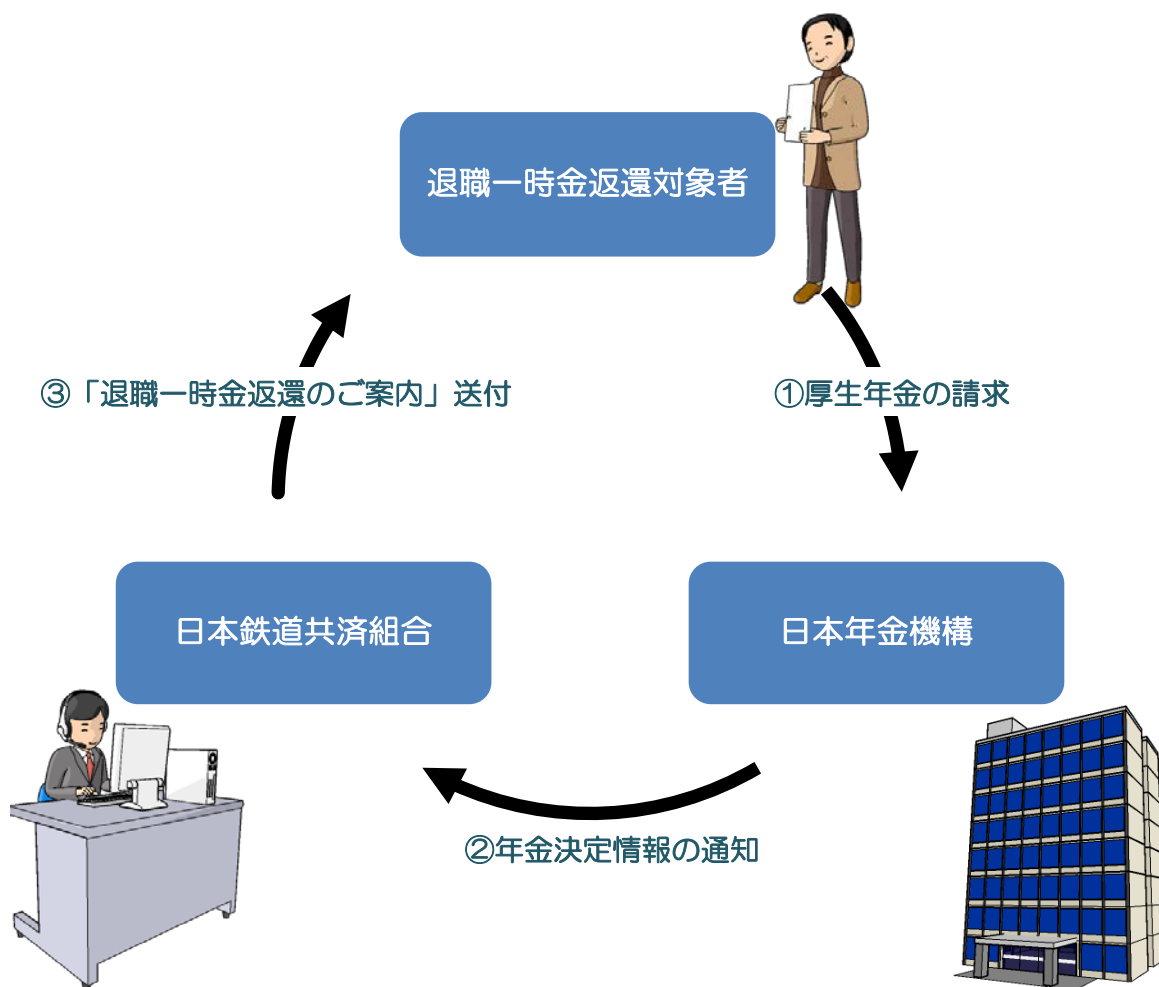 退職一時金返還対象者
③「退職一時金返還のご案内」送付
①厚生年金の請求
日本鉄道共済組合
日本年金機構
②年金決定情報の通知